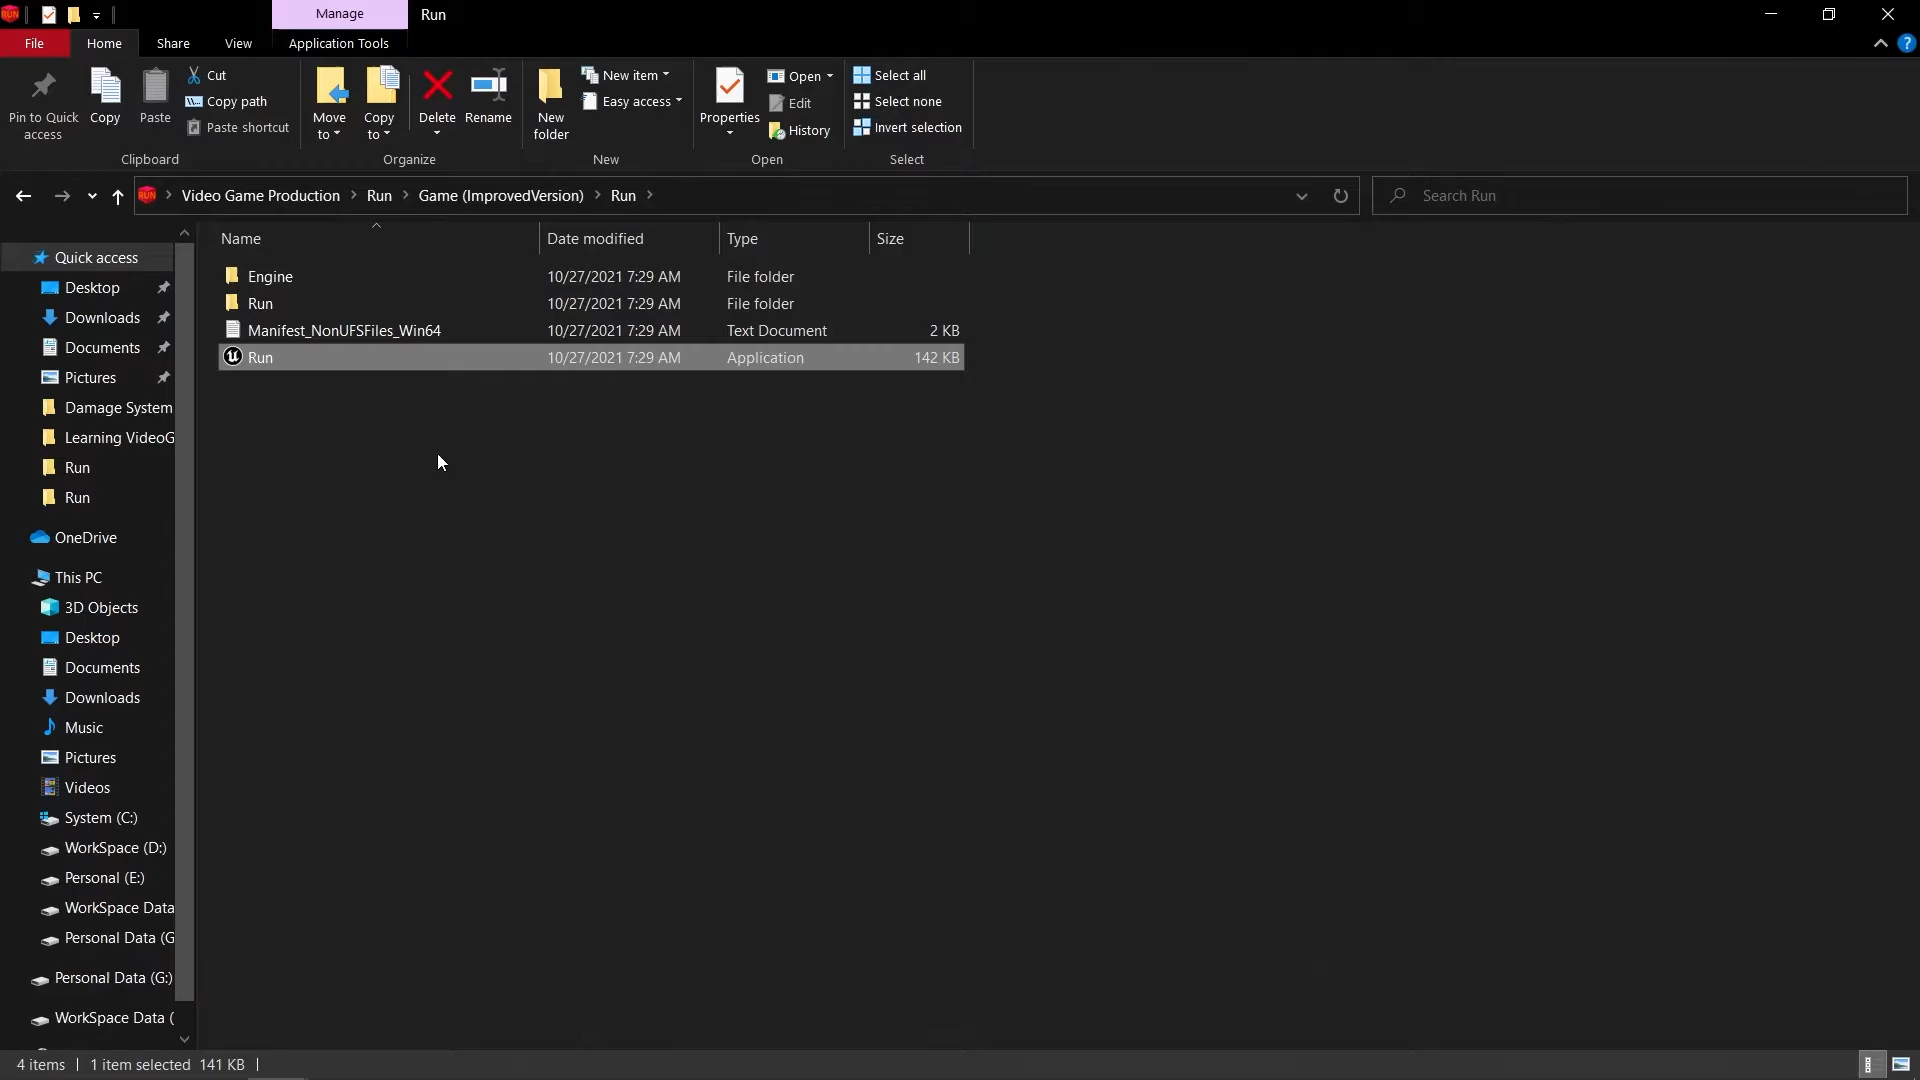 RUN
Manage
Run
File
Home
Share
View
Application Tools
Pin to Quick access
Copy
Paste
Cut
Copy path
Paste shortcut
Clipboard
Move to
Copy to
Delete
Rename
Organize
New folder
New item
Easy access
New
Properties
Open
Edit
History
Open
Select all
Select none
Invert selection
Select
RUN
Video Game Production
Run
Game (ImprovedVersion)
Run
Search Run
Name
Date modified
Type
Size
Engine 10/27/2021 7:29 AM File folder
Run 10/27/2021 7:29 AM File folder
Manifest_NonUFSFiles_Win64 10/27/2021 7:29 AM Text Document 2 KB
Run 10/27/2021 7:29 AM Application 142 KB
Quick access
Desktop
Downloads
Documents
Pictures
Damage System
Learning VideoG
Run
Run
OneDrive
This PC
3D Objects
Desktop
Documents
Downloads
Music
Pictures
Videos
System (C:)
WorkSpace (D:)
Personal (E:)
WorkSpace Data
Personal Data (G
Personal Data (G:)
WorkSpace Data (
4 items
1 item selected 141 KB